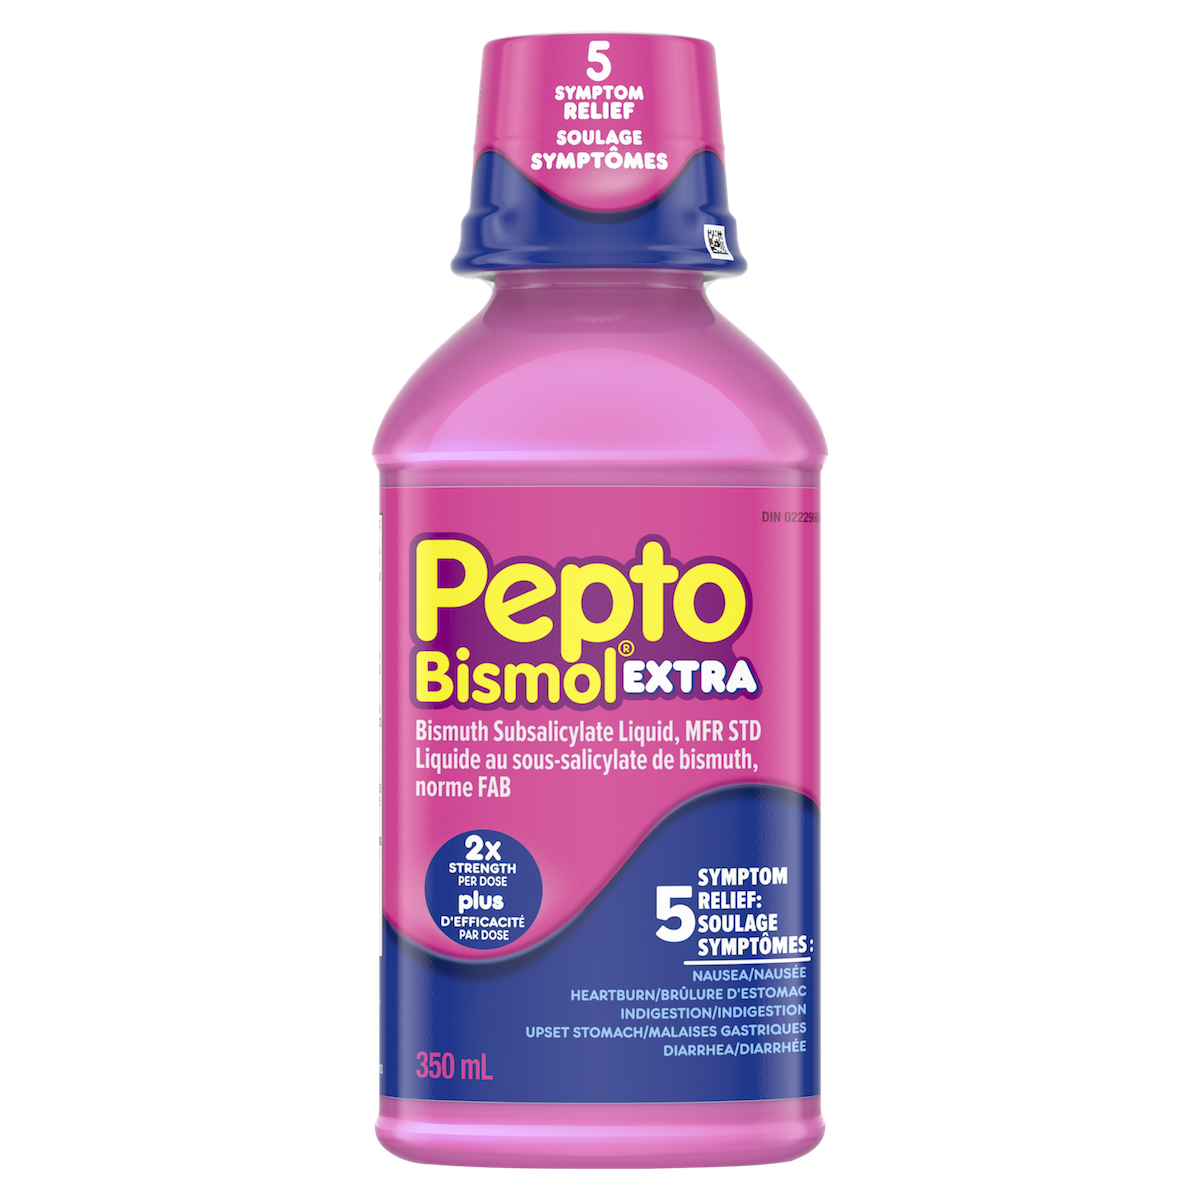 5
SYMPTOM
RELIEF
SOULAGE
SYMPTÔMES
Pepto
Bismol® EXTRA
Bismuth Subsalicylate Liquid, MFR STD
Liquide au sous-salicylate de bismuth,
norme FAB
DIN
2x
STRENGTH
PER DOSE
plus
D'EFFICACITÉ
PAR DOSE
5 SYMPTOM
RELIEF:
SOULAGE
SYMPTÔMES:
NAUSEA/NAUSÉE
HEARTBURN/BRÛLURE D'ESTOMAC
INDIGESTION/INDIGESTION
UPSET STOMACH/MALAISES GASTRIQUES
DIARRHEA/DIARRHÉE
350 mL